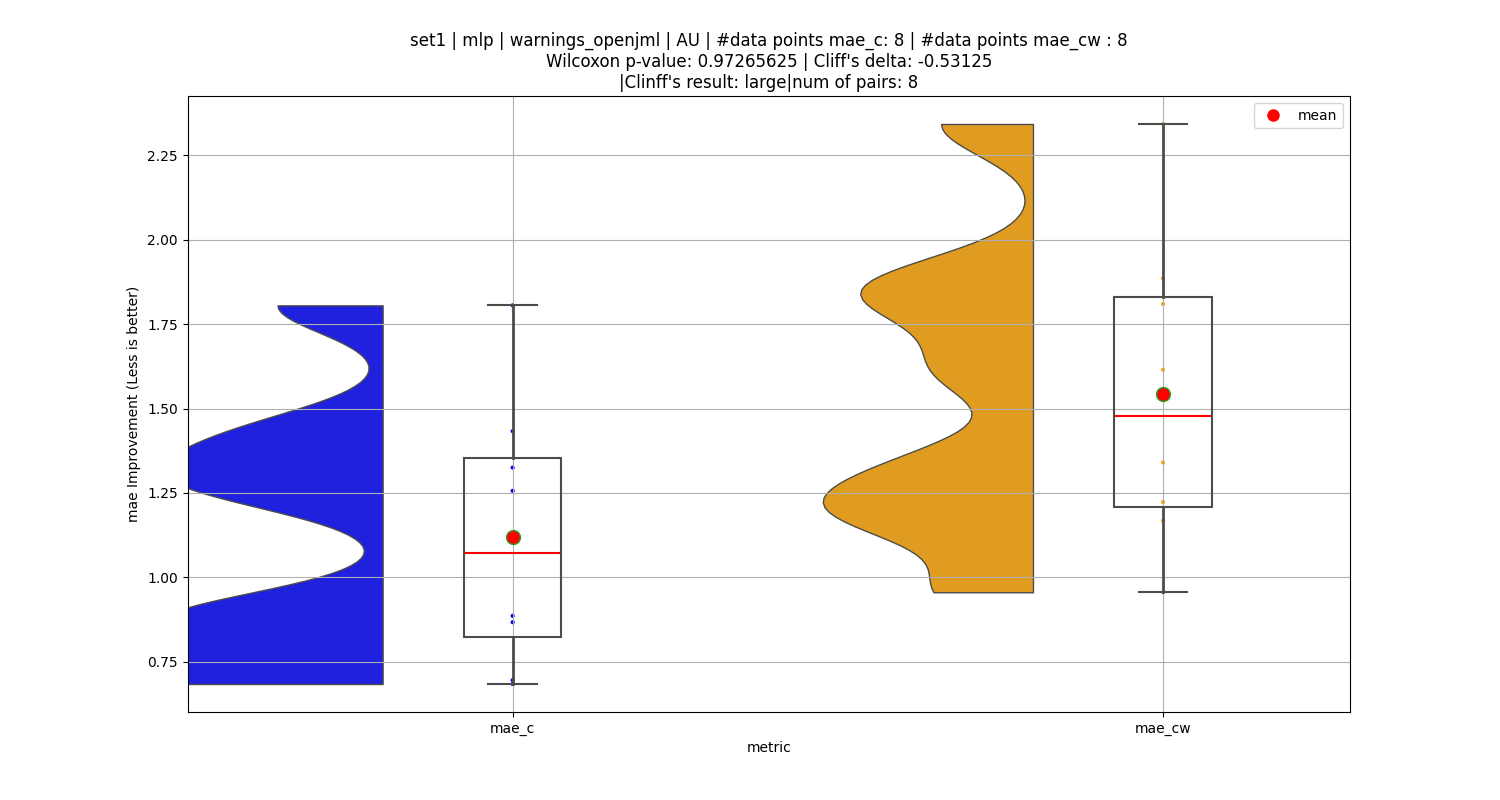 set1 | mlp | warnings_openjml | AU | #data points mae_c: 8 | #data points mae_cw : 8
Wilcoxon p-value: 0.97265625 | Cliff's delta: -0.53125
|Clinff's result: large|num of pairs: 8
mean
mae Improvement (Less is better)
2.25
2.00
1.75
1.50
1.25
1.00
0.75
mae_c
mae_cw
metric